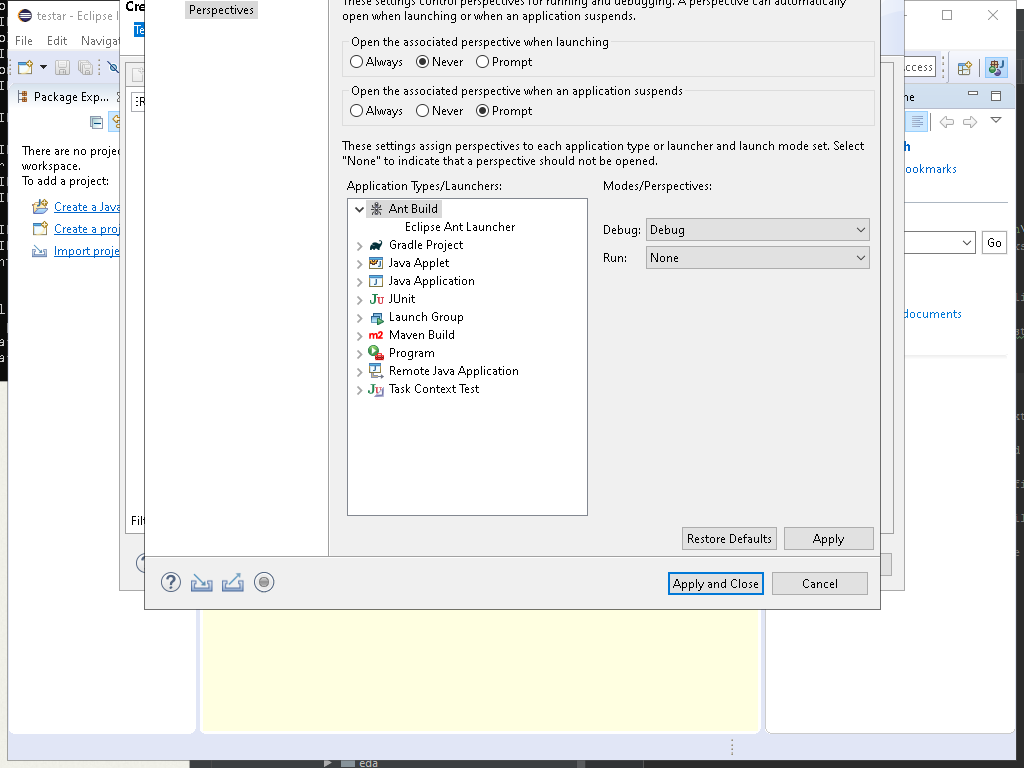 testar - Eclipse
File Edit Naviga
Cre
Te
Package Exp...
There are no proje
workspace.
To add a project:
Create a Java
Create a proj
Import proje
Filt
Perspectives
These settings control perspectives for running and debugging. A perspective can automatically
open when launching or when an application suspends.
Open the associated perspective when launching
Always Never Prompt
Open the associated perspective when an application suspends
Always Never Prompt
These settings assign perspectives to each application type or launcher and launch mode set. Select
"None" to indicate that a perspective should not be opened.
Application Types/Launchers:
Modes/Perspectives:
Ant Build
Eclipse Ant Launcher
Gradle Project
Java Applet
Java Application
Ju JUnit
Launch Group
m2 Maven Build
Program
Remote Java Application
Task Context Test
Debug: Debug
Run: None
Restore Defaults Apply
Apply and Close Cancel
ccess
ne
h
ookmarks
Go
documents
eda